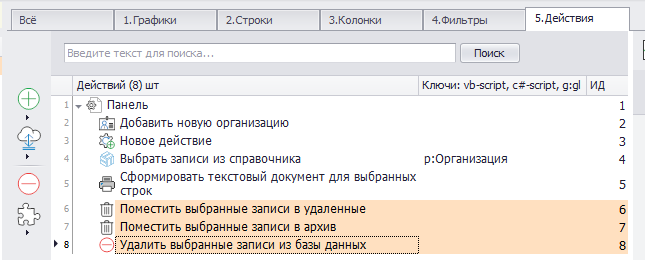 Всё 1.Графики 2.Строки 3.Колонки 4.Фильтры 5.Действия
Введите текст для поиска... Поиск
Действий (8) шт Ключи: vb-script, c#-script, g:gl ИД
1 Панель 1
2 Добавить новую организацию 2
3 Новое действие 3
4 Выбрать записи из справочника p:Организация 4
5 Сформировать текстовый документ для выбранных строк 5
6 Поместить выбранные записи в удаленные 6
7 Поместить выбранные записи в архив 7
8 Удалить выбранные записи из базы данных 8